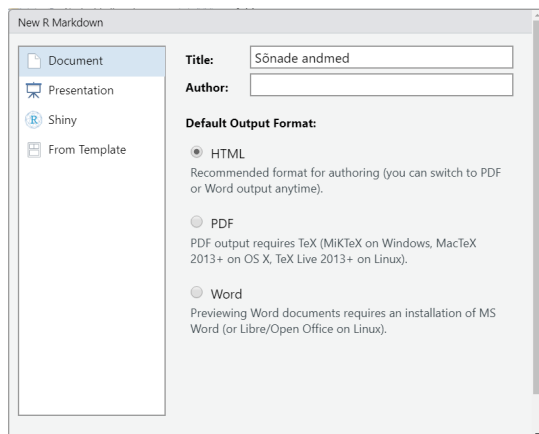 New R Markdown
Document
Presentation
R Shiny
From Template
Title: Sõnade andmed
Author:
Default Output Format:
HTML
Recommended format for authoring (you can switch to PDF
or Word output anytime).
PDF
PDF output requires TeX (MiKTeX on Windows, MacTeX
2013+ on OS X, TeX Live 2013+ on Linux).
Word
Previewing Word documents requires an installation of MS
Word (or Libre/Open Office on Linux).